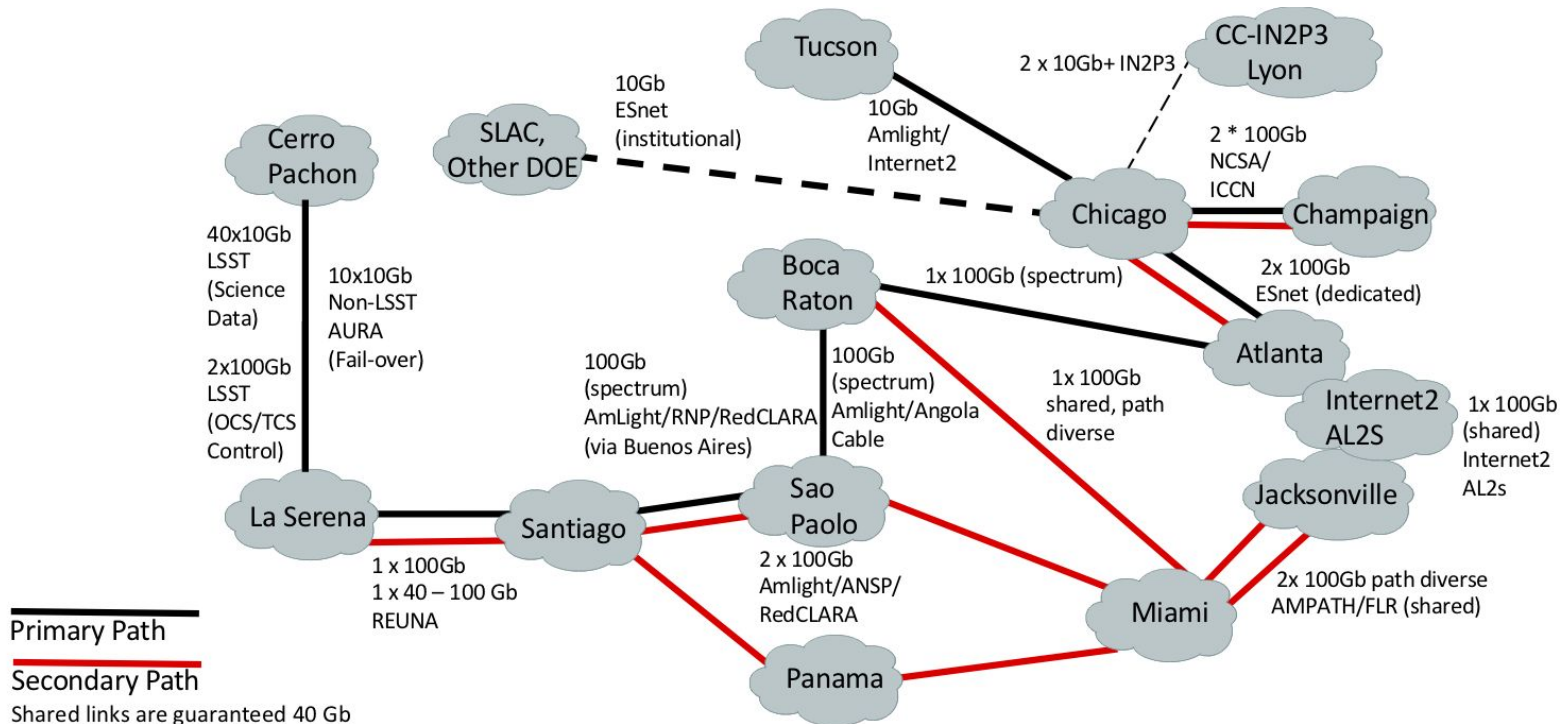 Tucson
CC-IN2P3
Lyon
2 x 10Gb+ IN2P3
10Gb
ESnet
(institutional)
10Gb
Amlight/
Internet2
Cerro
Pachon
SLAC,
Other DOE
2 * 100Gb
NCSA/
ICCN
Chicago
Champaign
40x10Gb
LSST
(Science
Data)
10x10Gb
Non-LSST
AURA
(Fail-over)
2x100Gb
LSST
(OCS/TCS
Control)
Boca
Raton
1x 100Gb (spectrum)
2x 100Gb
ESnet (dedicated)
Atlanta
100Gb
(spectrum)
AmLight/RNP/RedCLARA
(via Buenos Aires)
100Gb
(spectrum)
Amlight/Angola
Cable
1x 100Gb
shared, path
diverse
Internet2
AL2S
1x 100Gb
(shared)
Internet2
AL2s
Jacksonville
La Serena
Santiago
Sao
Paolo
1 x 100Gb
1 x 40 – 100 Gb
REUNA
2 x 100Gb
Amlight/ANSP/
RedCLARA
2x 100Gb path diverse
AMPATH/FLR (shared)
Miami
Panama
Primary Path
Secondary Path
Shared links are guaranteed 40 Gb